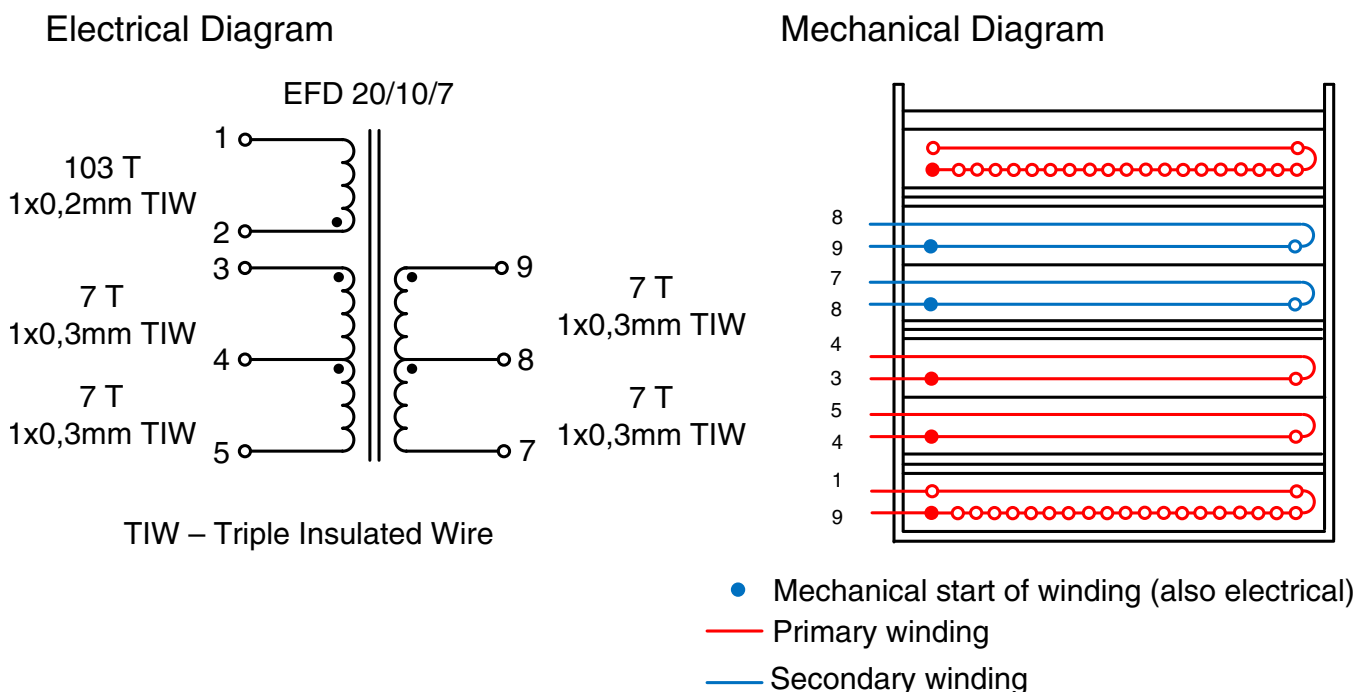 Electrical Diagram
EFD 20/10/7
1
103 T
1x0,2mm TIW
2
3
9
7 T
1x0,3mm TIW
7 T
1x0,3mm TIW
4
8
7 T
1x0,3mm TIW
7 T
1x0,3mm TIW
5
7
TIW – Triple Insulated Wire
Mechanical Diagram
8
9
7
8
4
3
5
4
1
9
Mechanical start of winding (also electrical)
Primary winding
Secondary winding